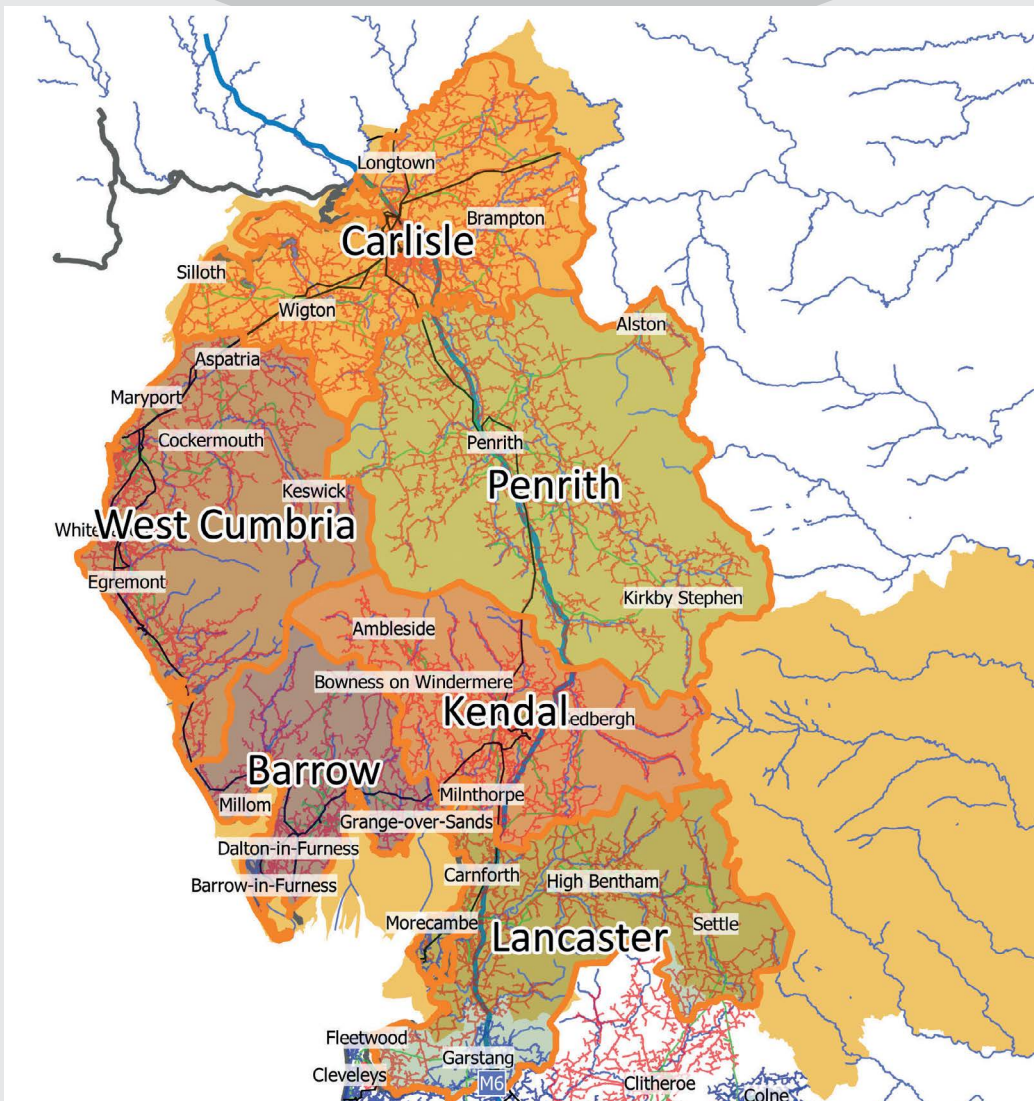 Longtown
Brampton
Carlisle
Silloth
Wigton
Alston
Aspatria
Maryport
Cockermouth
Penrith
Keswick
Penrith
West Cumbria
Egremont
Kirkby Stephen
Ambleside
Bowness on Windermere
Kendal
Barrow
Millom
Milnthorpe
Grange-over-Sands
Dalton-in-Furness
Carnforth
High Bentham
Barrow-in-Furness
Morecambe
Settle
Lancaster
Fleetwood
Garstang
Cleveleys
M6
Clitheroe
Colne